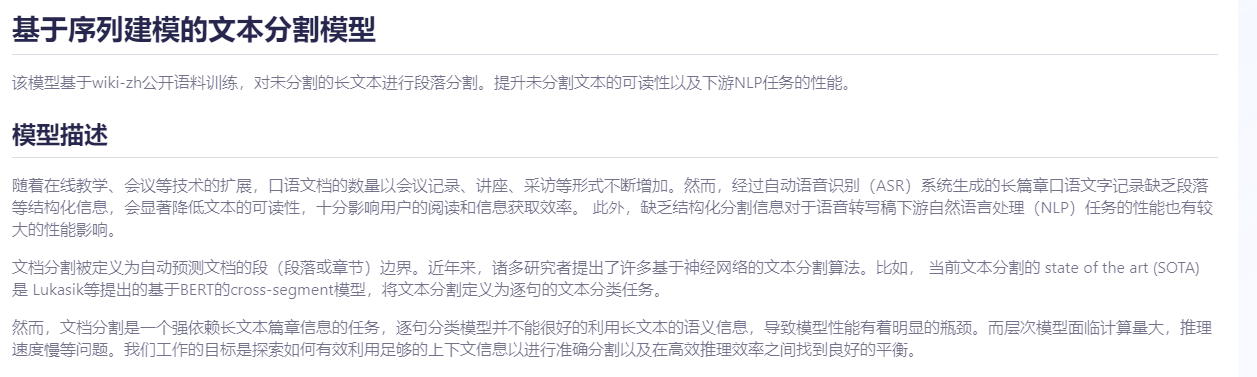 基于序列建模的文本分割模型
该模型基于wiki-zh公开语料训练，对未分割的长文本进行段落分割。提升未分割文本的可读性以及下游NLP任务的性能。
模型描述
随着在线教学、会议等技术的扩展，口语文档的数量以会议记录、讲座、采访等形式不断增加。然而，经过自动语音识别（ASR）系统生成的长篇章口语文字记录缺乏段落
等结构化信息，会显著降低文本的可读性，十分影响用户的阅读和信息获取效率。 此外，缺乏结构化分割信息对于语音转写稿下游自然语言处理（NLP）任务的性能也有较
大的性能影响。
文档分割被定义为自动预测文档的段（段落或章节）边界。近年来，诸多研究者提出了许多基于神经网络的文本分割算法。比如， 当前文本分割的 state of the art (SOTA)
是 Lukasik等提出的基于BERT的cross-segment模型，将文本分割定义为逐句的文本分类任务。
然而，文档分割是一个强依赖长文本篇章信息的任务，逐句分类模型并不能很好的利用长文本的语义信息，导致模型性能有着明显的瓶颈。而层次模型面临计算量大，推理
速度慢等问题。我们工作的目标是探索如何有效利用足够的上下文信息以进行准确分割以及在高效推理效率之间找到良好的平衡。